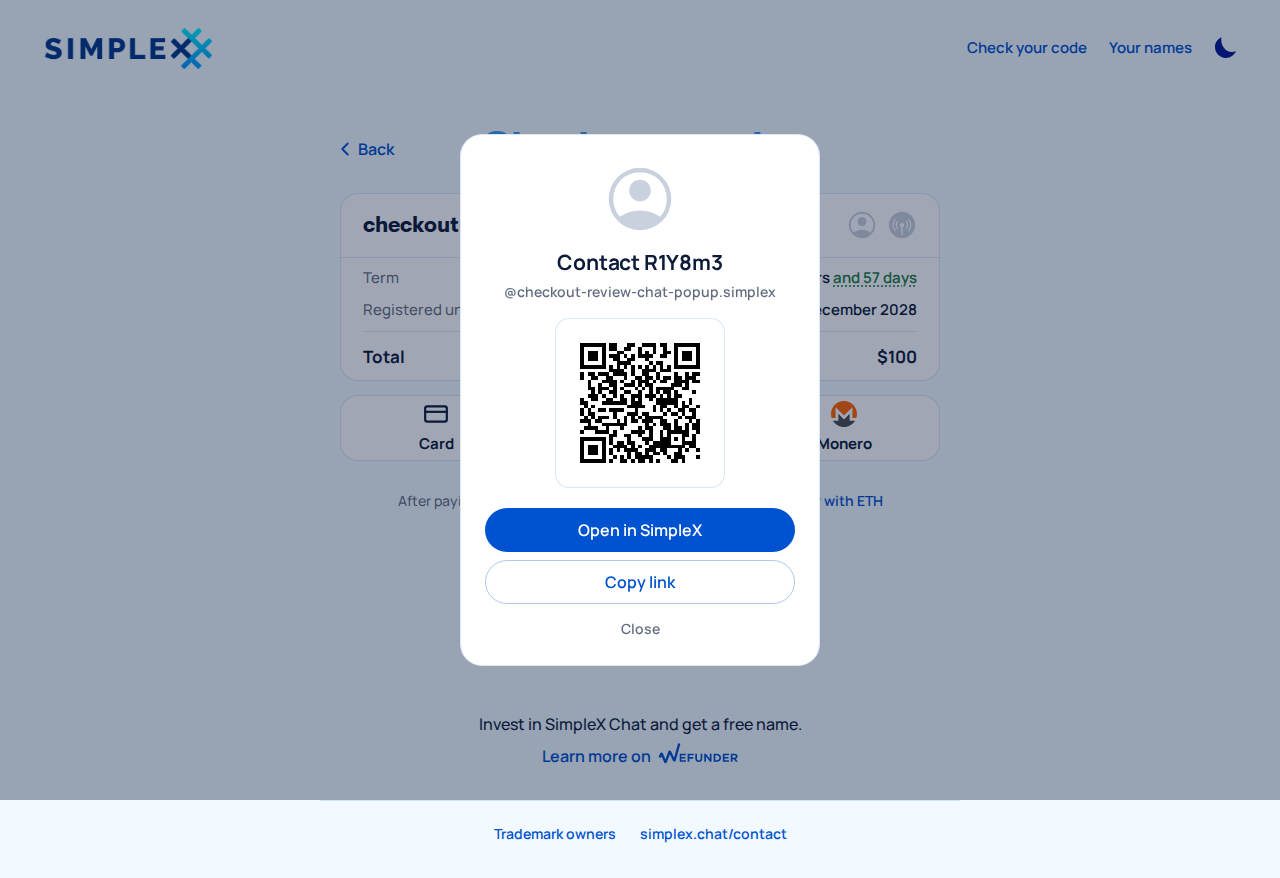 SIMPLEX
Check your code
Your names
Back
checkout
Term
rs and 57 days
Registered un
ecember 2028
Total
$100
Card
Monero
After payi
with ETH
Contact R1Y8m3
@checkout-review-chat-popup.simplex
Open in SimpleX
Copy link
Close
Invest in SimpleX Chat and get a free name.
Learn more on WEFUNDER
Trademark owners
simplex.chat/contact